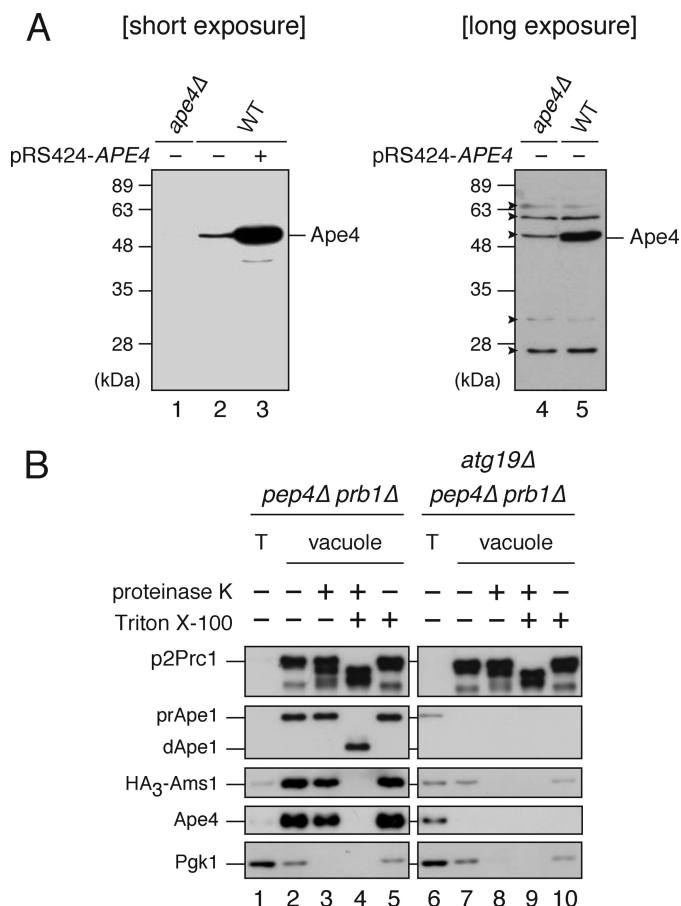 A
[short exposure]
[long exposure]
ape4Δ
WT
ape4Δ
WT
pRS424-APE4 – – +
pRS424-APE4 – –
89
63
48
35
28
(kDa)
Ape4
1 2 3
89
63
48
35
28
(kDa)
Ape4
4 5
B
atg19Δ
pep4Δ prb1Δ
pep4Δ prb1Δ
T vacuole T vacuole
proteinase K – – + + – – – + + –
Triton X-100 – – – + + – – – + +
p2Prc1
prApe1
dApe1
HA3-Ams1
Ape4
Pgk1
1 2 3 4 5 6 7 8 9 10